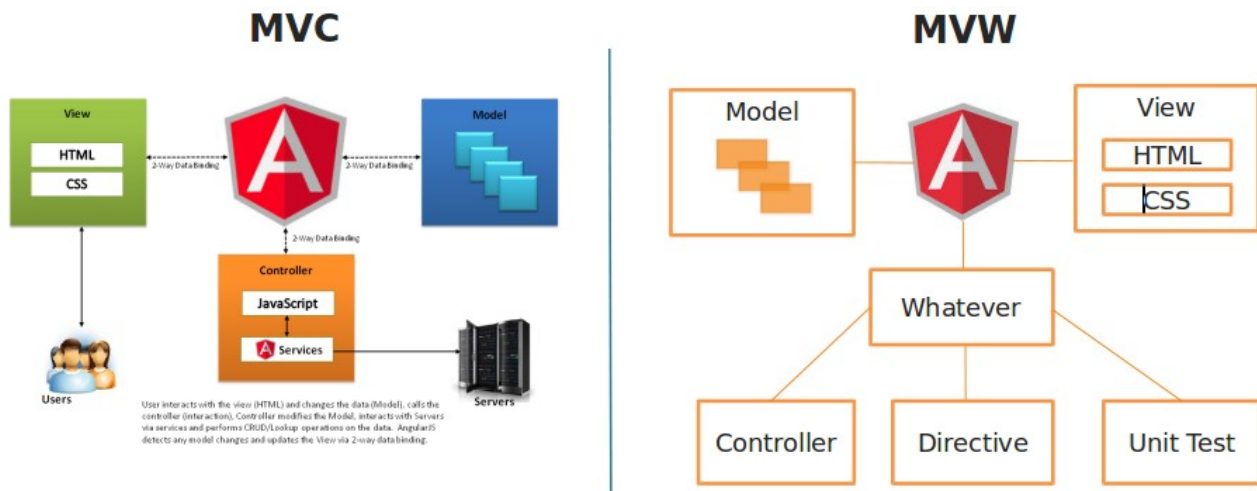 MVC
View
HTML
CSS
2-Way Data Binding
A
2-Way Data Binding
Model
2-Way Data Binding
Controller
JavaScript
A Services
Users
Servers
User interacts with the view (HTML) and changes the data (Model), calls the
controller (interaction), Controller modifies the Model, interacts with Servers
via services and performs CRUD/Lookup operations on the data. AngularJS
detects any model changes and updates the View via 2-way data binding.
MVW
Model
A
View
HTML
CSS
Whatever
Controller
Directive
Unit Test